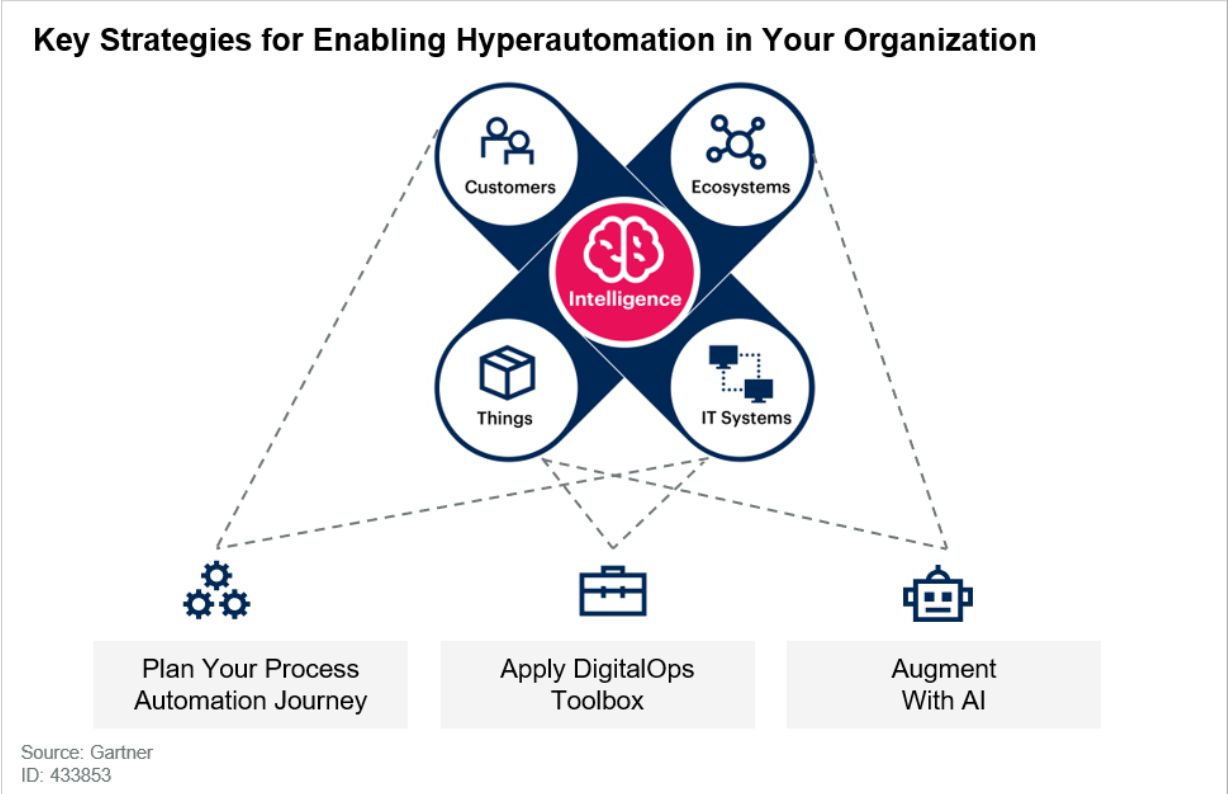 Key Strategies for Enabling Hyperautomation in Your Organization
Customers
Ecosystems
Intelligence
Things
IT Systems
Plan Your Process
Automation Journey
Apply DigitalOps
Toolbox
Augment
With AI
Source: Gartner
ID: 433853